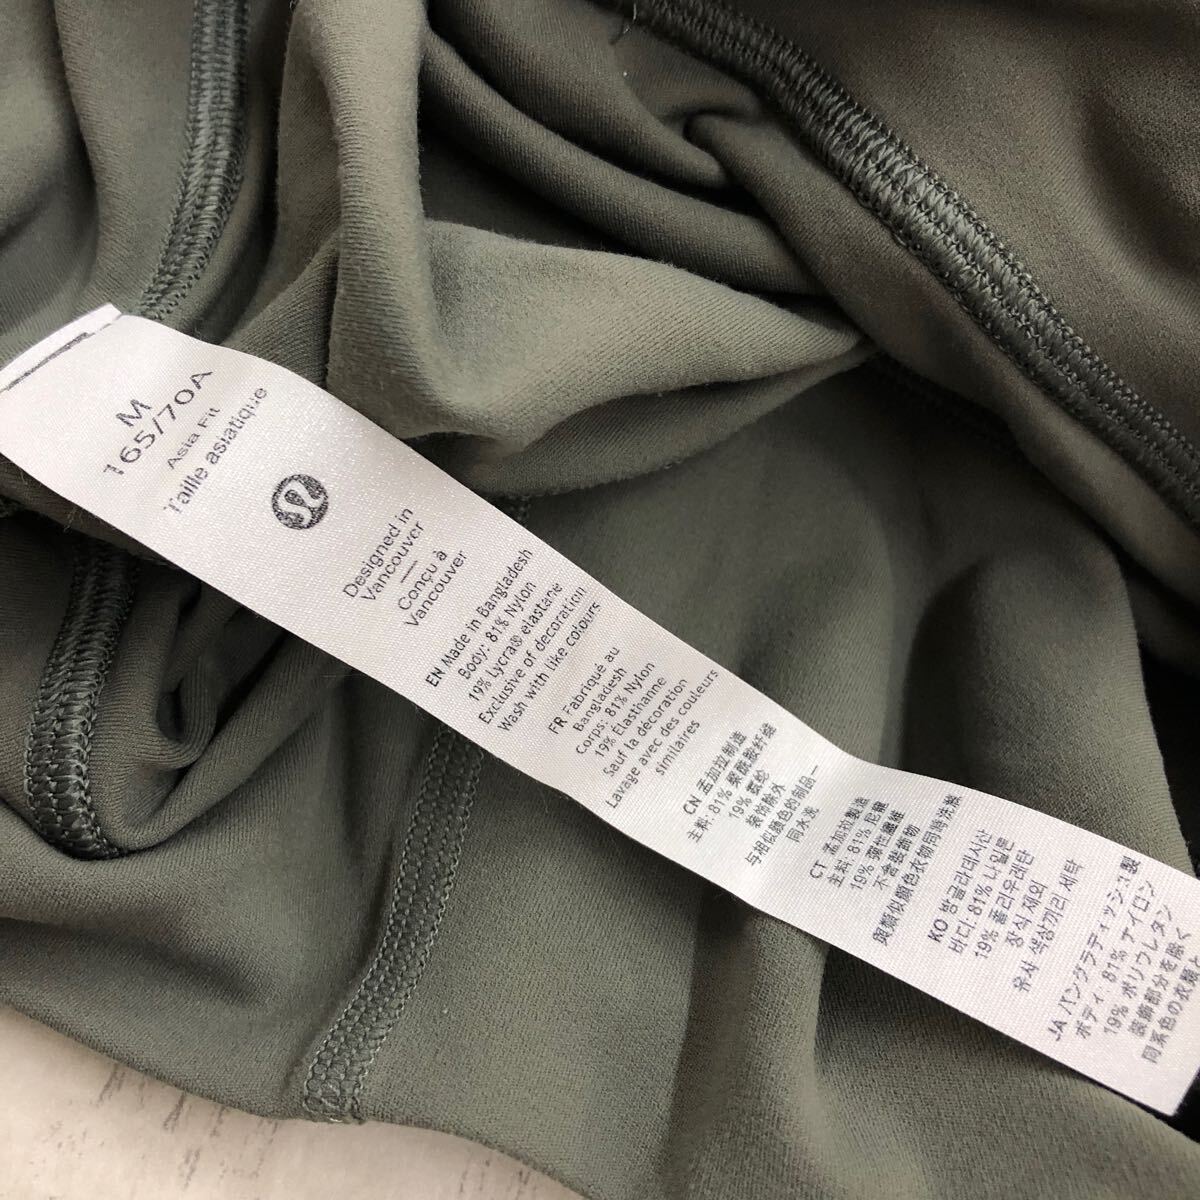 M
165/70A
Asia Fit
Taille asiatique
Designed in
Vancouver
—
Conçu à
Vancouver
EN Made in Bangladesh
Body: 81% Nylon
19% Lycra® elastane
Exclusive of decoration
Wash with like colours
FR Fabriqué au
Bangladesh
Corps: 81% Nylon
19% Élasthanne
Sauf la décoration
Lavage avec des couleurs
similaires
CN 孟加拉制造
主料: 81% 聚酰胺纤维
19% 氨纶
装饰除外
与相似颜色的制品一
同水洗
CT 孟加拉製造
主料: 81% 尼龍
19% 彈性纖維
不含裝飾物
與類似顏色衣物同時洗滌
KO 방글라데시산
바디: 81% 나일론
19% 폴리우레탄
장식 제외
유사 색상끼리 세탁
JA バングラディッシュ製
ボディ: 81% ナイロン
19% ポリウレタン
装飾部分を除く
同系色の衣類と